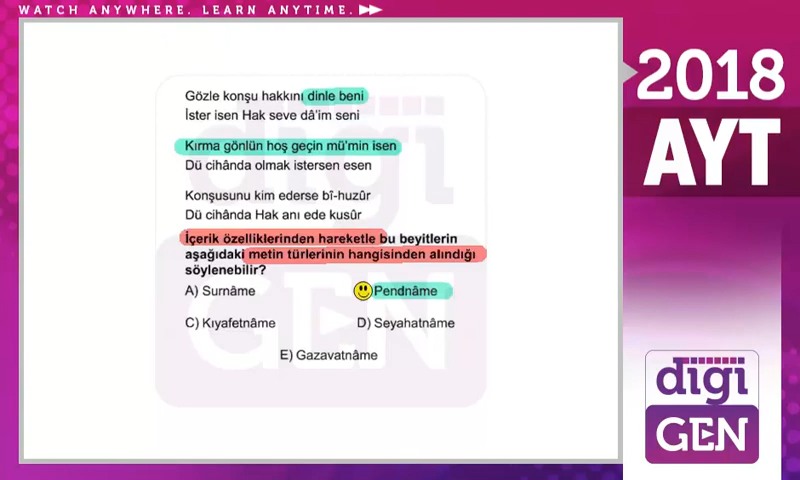 WATCH ANYWHERE. LEARN ANYTIME.
Gözle konşu hakkını dinle beni
İster isen Hak seve dâ'im seni
Kırma gönlün hoş geçin mü'min isen
Dü cihânda olmak istersen esen
Konşusunu kim ederse bî-huzûr
Dü cihânda Hak anı ede kusûr
İçerik özelliklerinden hareketle bu beyitlerin
aşağıdaki metin türlerinin hangisinden alındığı
söylenebilir?
A) Surnâme
Pendnâme
C) Kıyafetnâme
D) Seyahatnâme
E) Gazavatnâme
2018
AYT
digi
GEN
digi
GEN